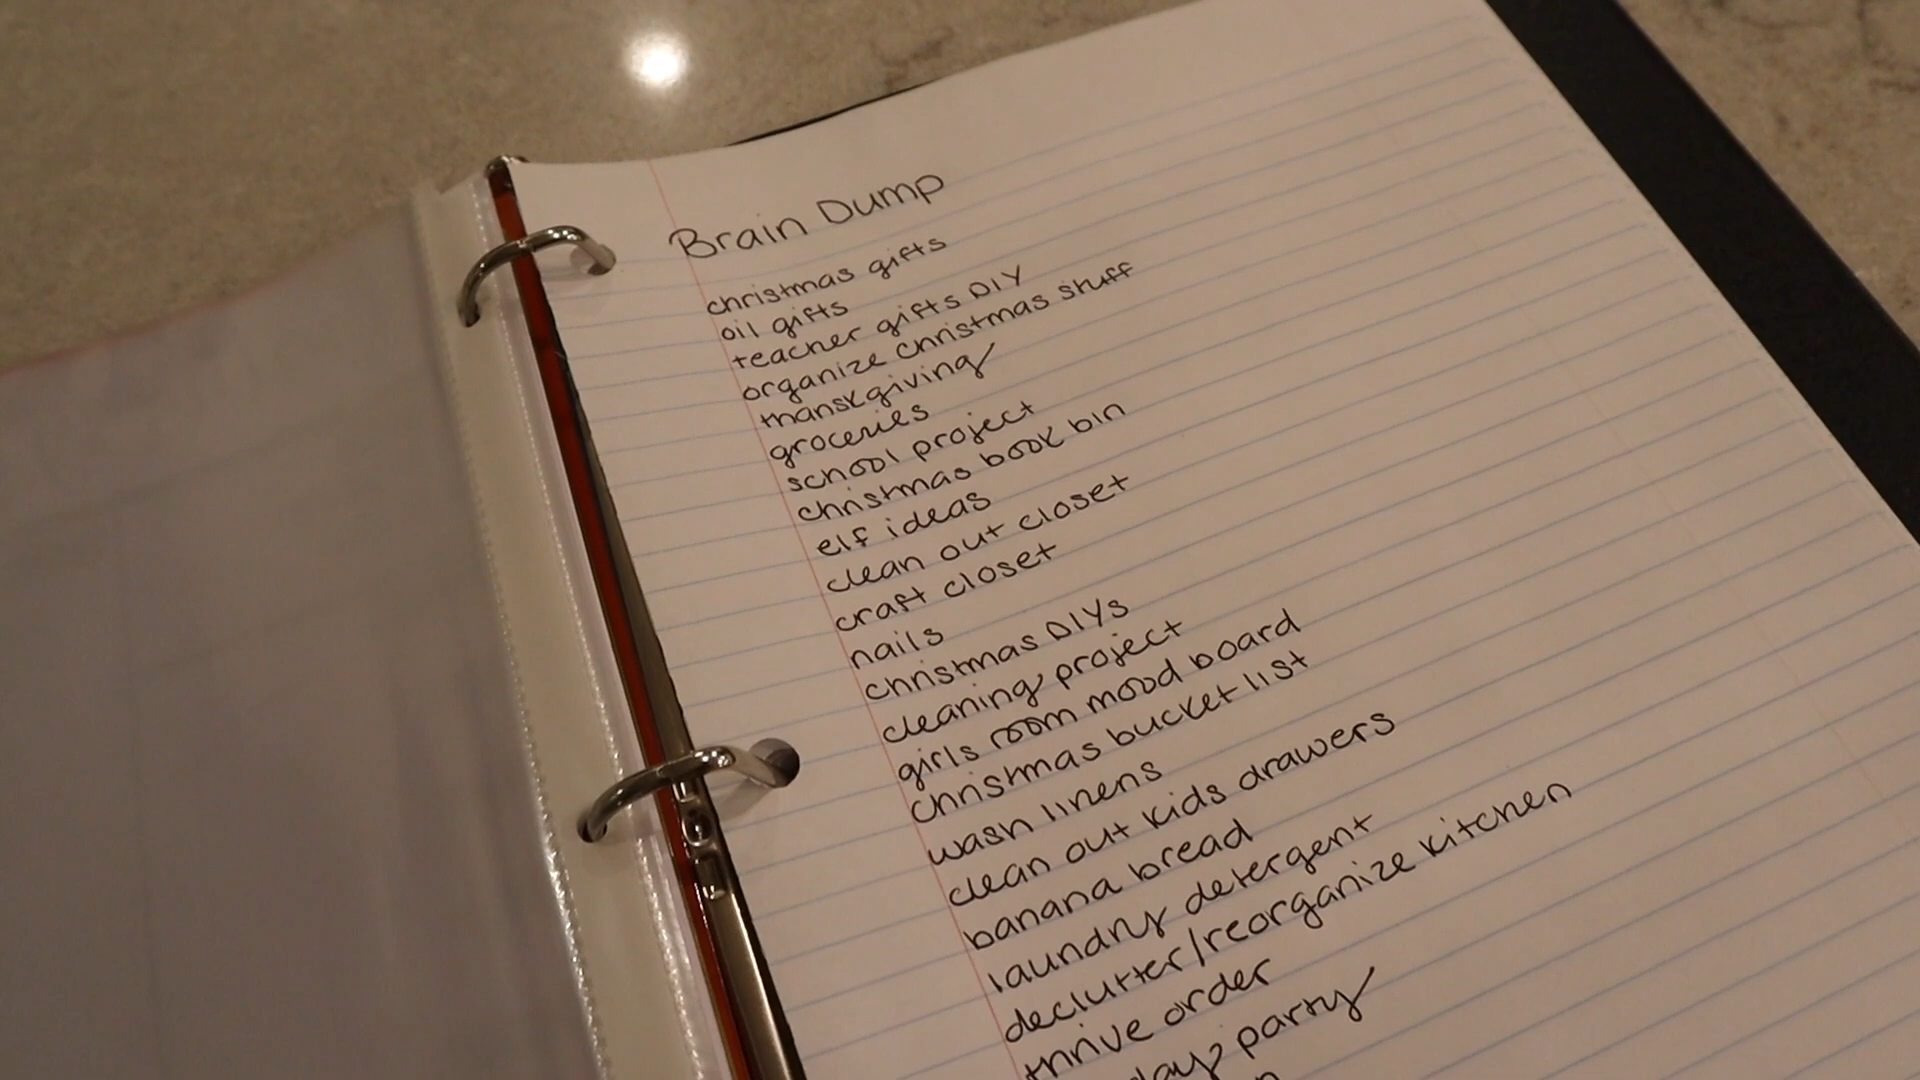 Brain Dump
christmas gifts
oil gifts
teacher gifts DIY
organize christmas stuff
thanskgiving
groceries
school project
christmas book bin
elf ideas
clean out closet
craft closet
nails
christmas DIYs
cleaning project
girls room mood board
christmas bucket list
wash linens
clean out kids drawers
banana bread
laundry detergent
declutter/reorganize kitchen
thrive order
party